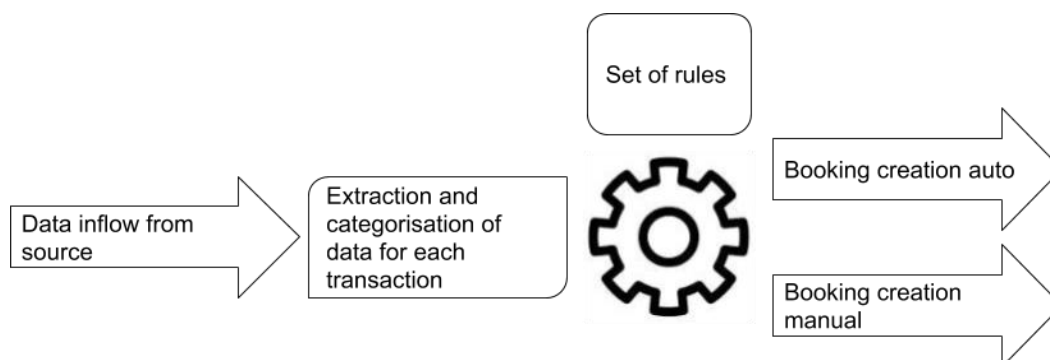 Set of rules
Data inflow from
source
Extraction and
categorisation of
data for each
transaction
Booking creation auto
Booking creation
manual